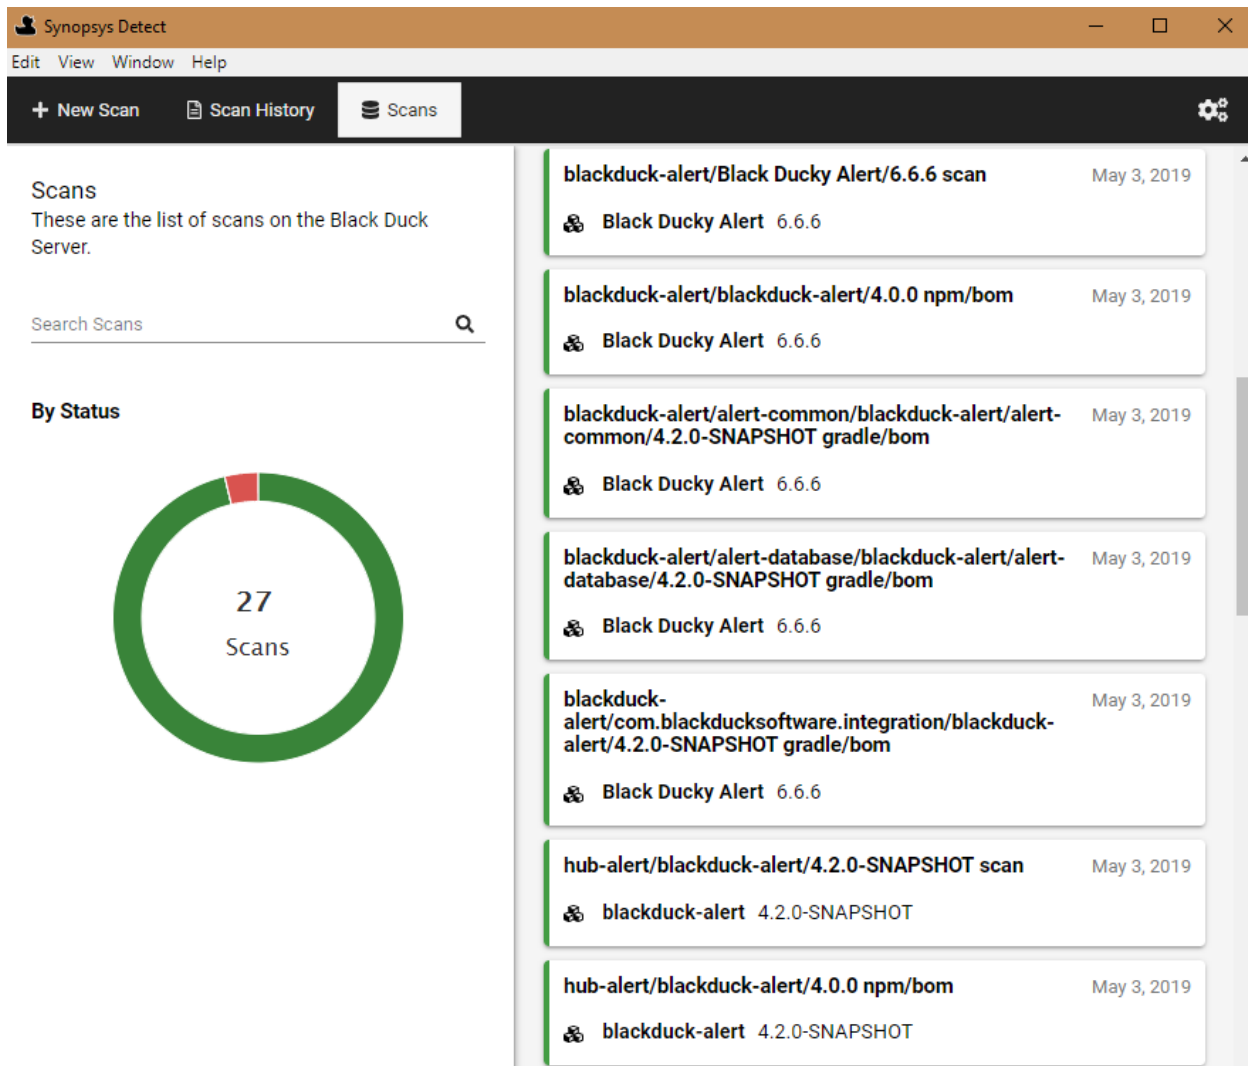 Synopsys Detect
Edit View Window Help
New Scan
Scan History
Scans
Scans
These are the list of scans on the Black Duck
Server.
Search Scans
By Status
27
Scans
blackduck-alert/Black Ducky Alert/6.6.6 scan
May 3, 2019
Black Ducky Alert 6.6.6
blackduck-alert/blackduck-alert/4.0.0 npm/bom
May 3, 2019
Black Ducky Alert 6.6.6
blackduck-alert/alert-common/blackduck-alert/alert-
common/4.2.0-SNAPSHOT gradle/bom
May 3, 2019
Black Ducky Alert 6.6.6
blackduck-alert/alert-database/blackduck-alert/alert-
database/4.2.0-SNAPSHOT gradle/bom
May 3, 2019
Black Ducky Alert 6.6.6
blackduck-
alert/com.blackducksoftware.integration/blackduck-
alert/4.2.0-SNAPSHOT gradle/bom
May 3, 2019
Black Ducky Alert 6.6.6
hub-alert/blackduck-alert/4.2.0-SNAPSHOT scan
May 3, 2019
blackduck-alert 4.2.0-SNAPSHOT
hub-alert/blackduck-alert/4.0.0 npm/bom
May 3, 2019
blackduck-alert 4.2.0-SNAPSHOT